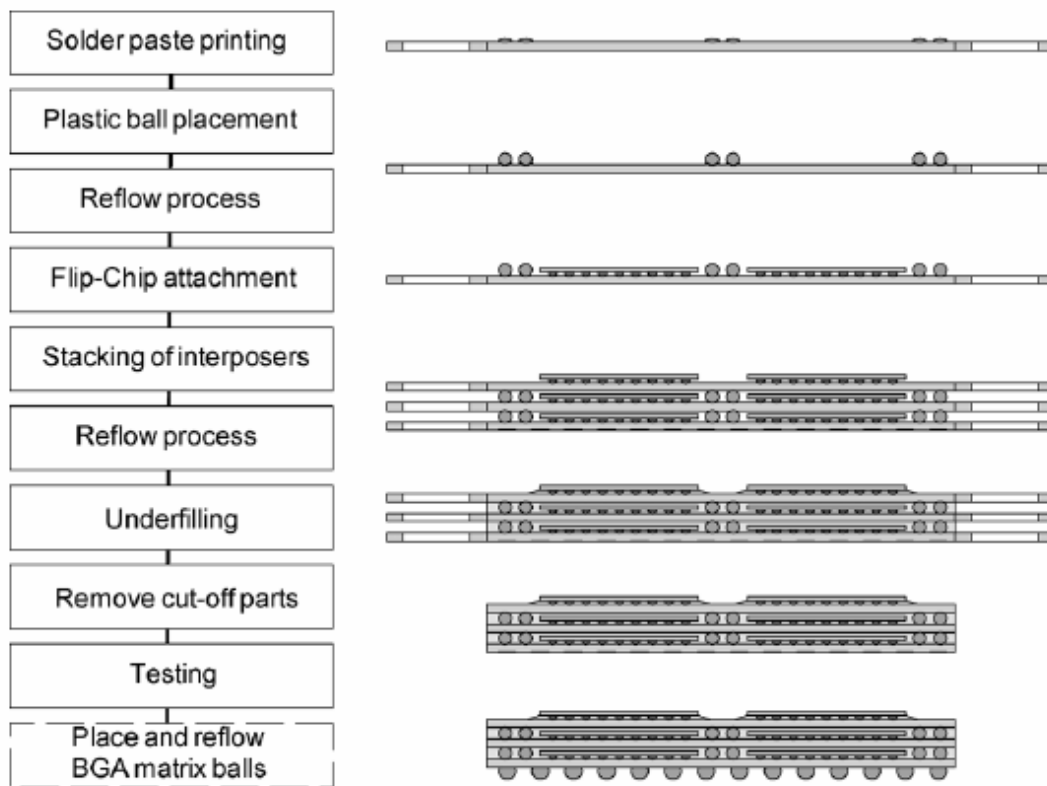 Solder paste printing
Plastic ball placement
Reflow process
Flip-Chip attachment
Stacking of interposers
Reflow process
Underfilling
Remove cut-off parts
Testing
Place and reflow
BGA matrix balls